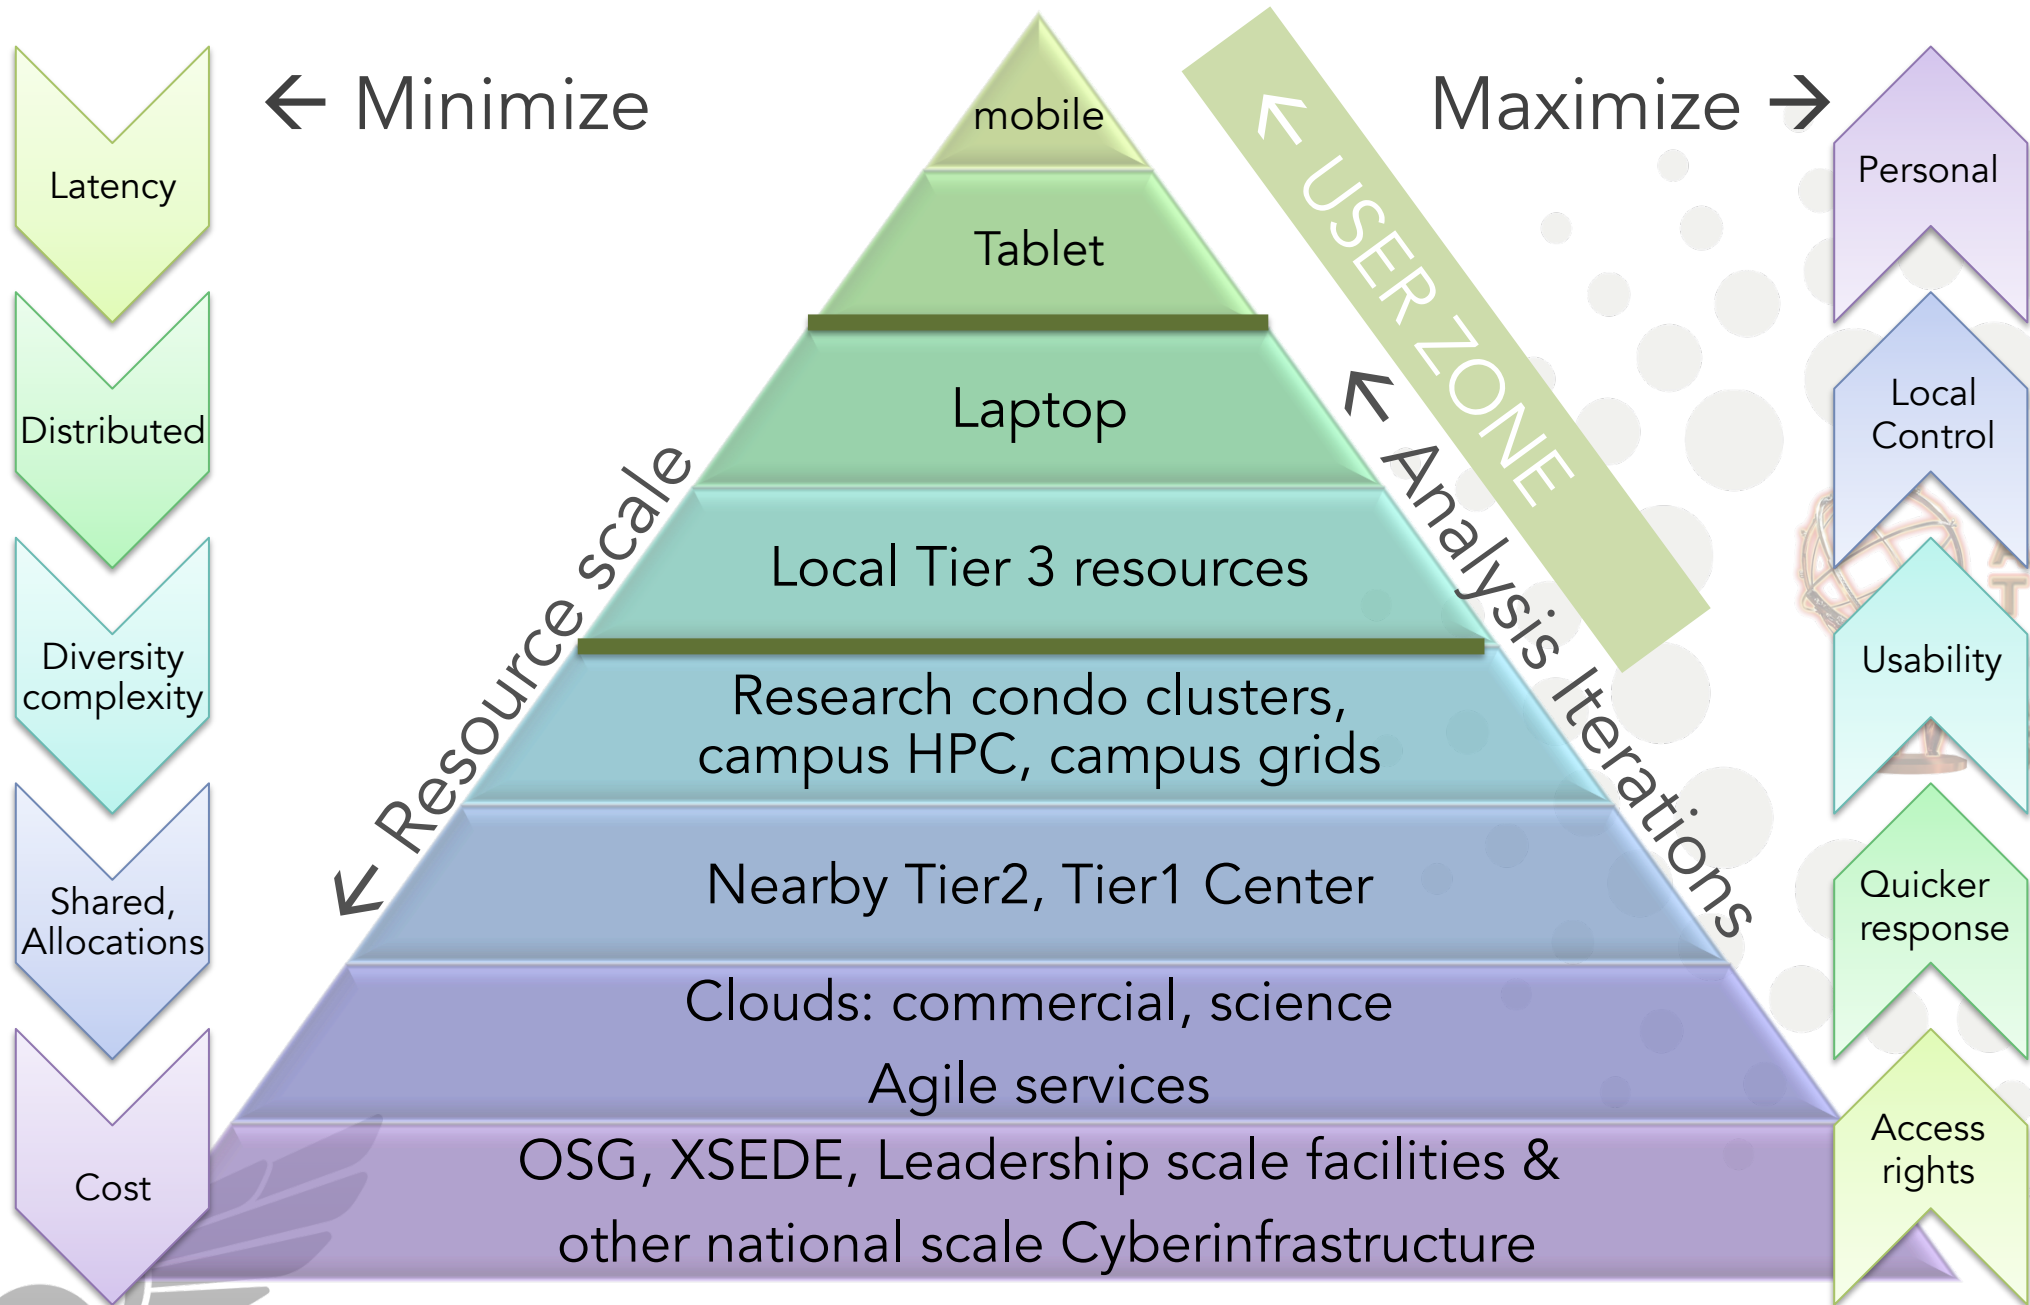 ← Minimize
Maximize →
Latency
Distributed
Diversity
complexity
Shared,
Allocations
Cost
mobile
Tablet
Laptop
Local Tier 3 resources
Research condo clusters,
campus HPC, campus grids
Nearby Tier2, Tier1 Center
Clouds: commercial, science
Agile services
OSG, XSEDE, Leadership scale facilities &
other national scale Cyberinfrastructure
← Resource scale
← Analysis Iterations
← USER ZONE
Personal
Local
Control
Usability
Quicker
response
Access
rights